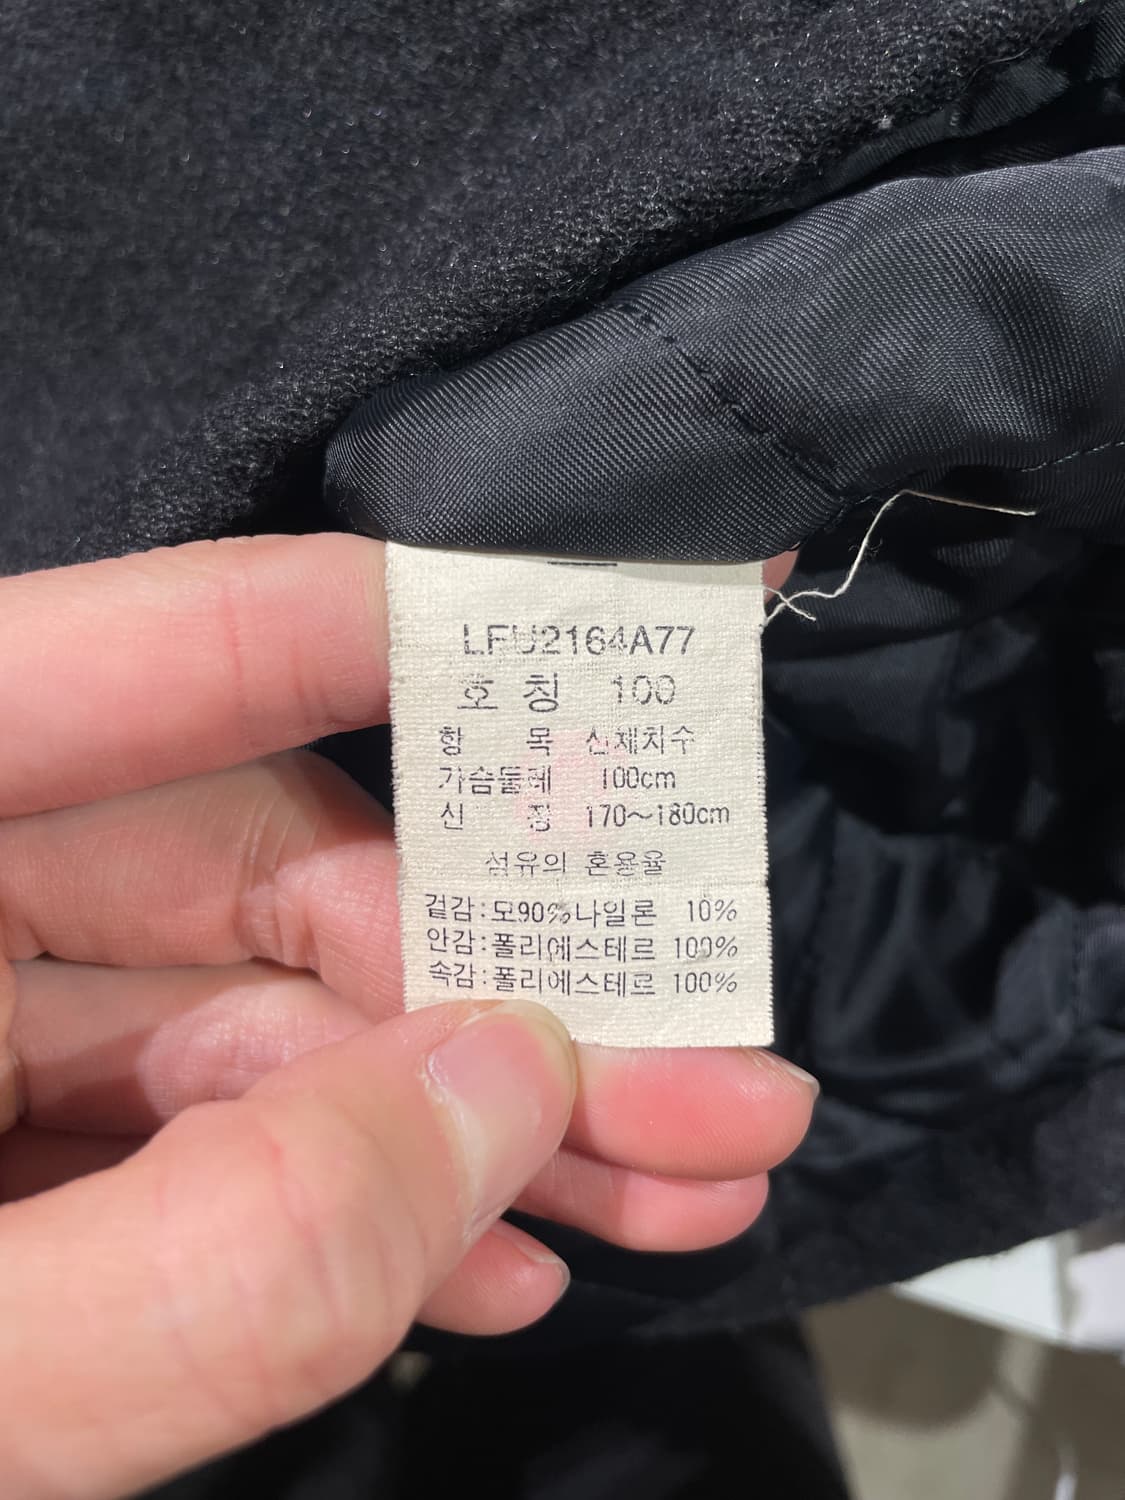 LFU2164A77
호 칭 100
항 목 신체치수
가슴둘레 100cm
신 장 170~180cm
섬유의 혼용율
겉감:모90%나일론 10%
안감:폴리에스테르 100%
속감:폴리에스테르 100%